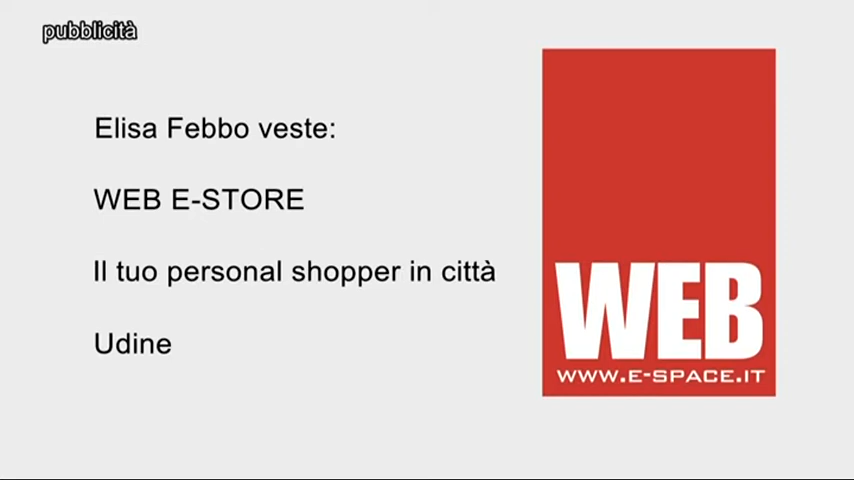 pubblicità
Elisa Febbo veste:
WEB E-STORE
Il tuo personal shopper in città
Udine
WEB
WWW.E-SPACE.IT